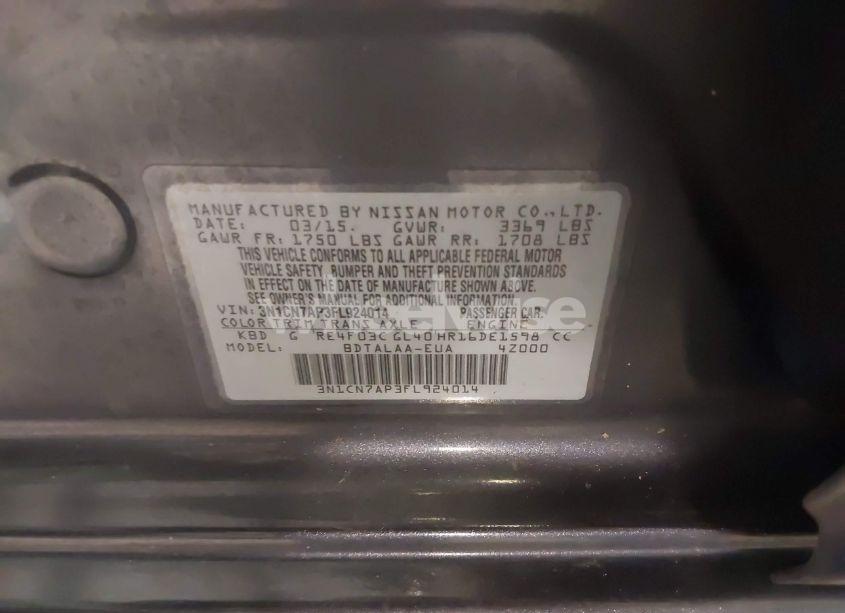 MANUFACTURED BY NISSAN MOTOR CO.,LTD.
DATE: 03/15. GVWR: 3369 LBS
GAWR FR: 1750 LBS GAWR RR: 1708 LBS
THIS VEHICLE CONFORMS TO ALL APPLICABLE FEDERAL MOTOR
VEHICLE SAFETY, BUMPER AND THEFT PREVENTION STANDARDS
IN EFFECT ON THE DATE OF MANUFACTURE SHOWN ABOVE.
SEE OWNER'S MANUAL FOR ADDITIONAL INFORMATION.
VIN: 3N1CN7AP3FL924014 PASSENGER CAR.
COLOR TRIM TRANS AXLE ENGINE
KBD G RE4F03C GL40 HR16DE1598 CC
MODEL: BDTALAA-EUA 4Z000
3N1CN7AP3FL924014